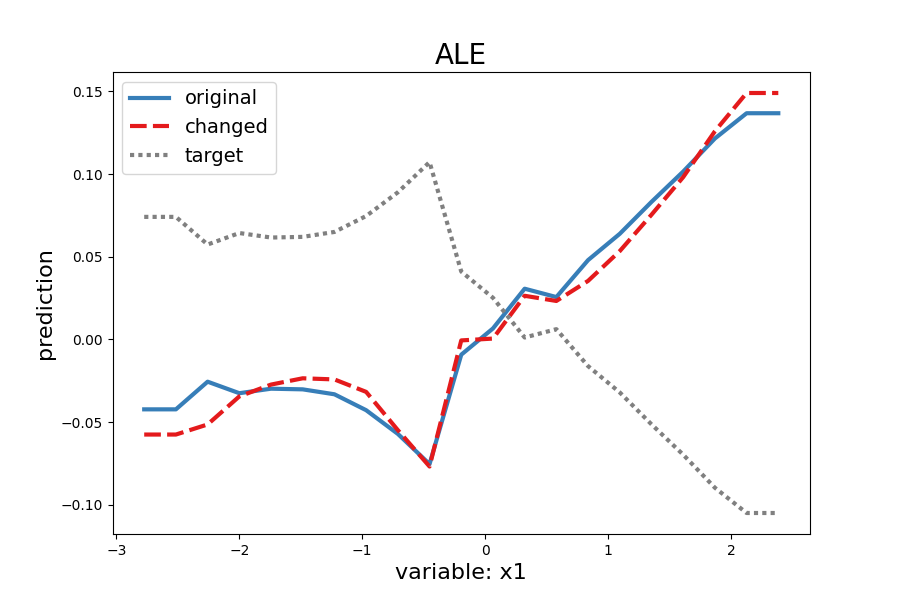 ALE
original
changed
target
0.15
0.10
0.05
0.00
−0.05
−0.10
prediction
−3
−2
−1
0
1
2
variable: x1